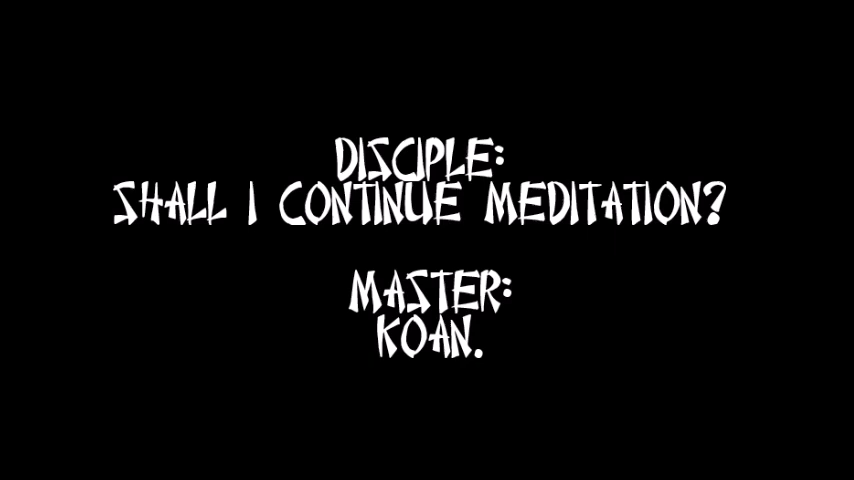 DISCIPLE:
SHALL I CONTINUE MEDITATION?
MASTER:
KOAN.